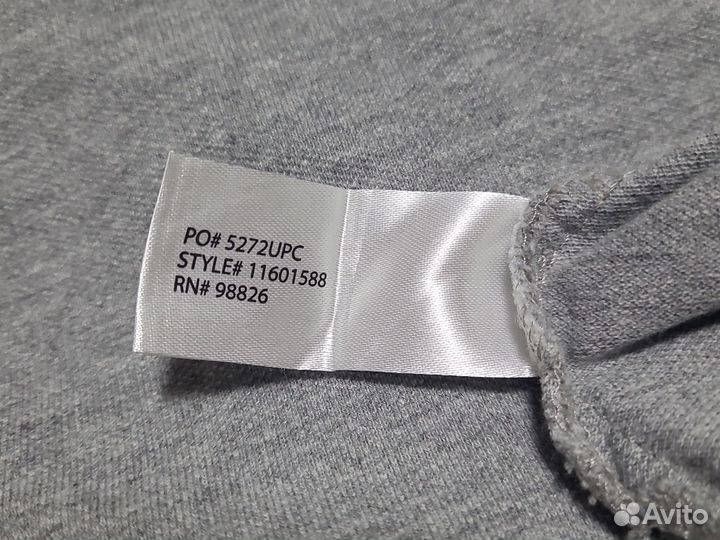 PO# 5272UPC
STYLE# 11601588
RN# 98826
Avito